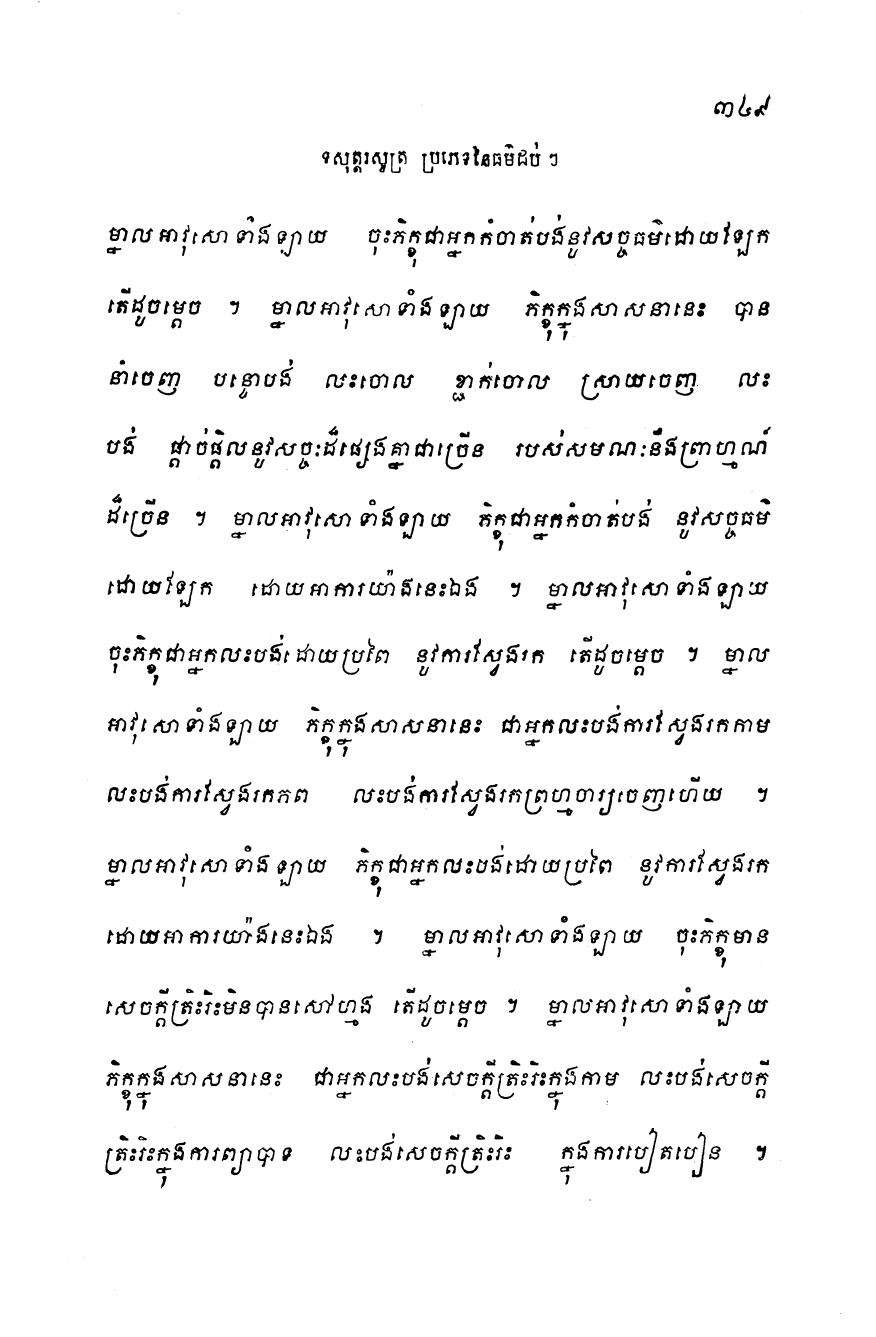 ៣៤៩
ទសុត្តរសូត្រ ប្រភេទនៃធម៌ដប់ ៗ
ម្នាលអាវុសោទាំងឡាយ ចុះភិក្ខុជាអ្នកកំចាត់បង់នូវសច្ចធម៌ដោយឡែក
តើដូចម្តេច ។ ម្នាលអាវុសោទាំងឡាយ ភិក្ខុក្នុងសាសនានេះ បាន
នាំចេញ បន្ទោបង់ លះចោល ខ្ជាក់ចោល ស្រាយចេញ លះ
បង់ ផ្តាច់ផ្តិលនូវសច្ចៈដ៏ផ្សេងគ្នាជាច្រើន របស់សមណៈនឹងព្រាហ្មណ៍
ដ៏ច្រើន ។ ម្នាលអាវុសោទាំងឡាយ ភិក្ខុជាអ្នកកំចាត់បង់ នូវសច្ចធម៌
ដោយឡែក ដោយអាការយ៉ាងនេះឯង ។ ម្នាលអាវុសោទាំងឡាយ
ចុះភិក្ខុជាអ្នកលះបង់ដោយប្រពៃ នូវការស្វែងរក តើដូចម្តេច ។ ម្នាល
អាវុសោទាំងឡាយ ភិក្ខុក្នុងសាសនានេះ ជាអ្នកលះបង់ការស្វែងរកកាម
លះបង់ការស្វែងរកភព លះបង់ការស្វែងរកព្រហ្មចារ្យចេញហើយ ។
ម្នាលអាវុសោទាំងឡាយ ភិក្ខុជាអ្នកលះបង់ដោយប្រពៃ នូវការស្វែងរក
ដោយអាការយ៉ាងនេះឯង ។ ម្នាលអាវុសោទាំងឡាយ ចុះភិក្ខុមាន
សេចក្តីត្រិះរិះមិនបានសៅហ្មង តើដូចម្តេច ។ ម្នាលអាវុសោទាំងឡាយ
ភិក្ខុក្នុងសាសនានេះ ជាអ្នកលះបង់សេចក្តីត្រិះរិះក្នុងកាម លះបង់សេចក្តី
ត្រិះរិះក្នុងការព្យាបាទ លះបង់សេចក្តីត្រិះរិះ ក្នុងការបៀតបៀន ។